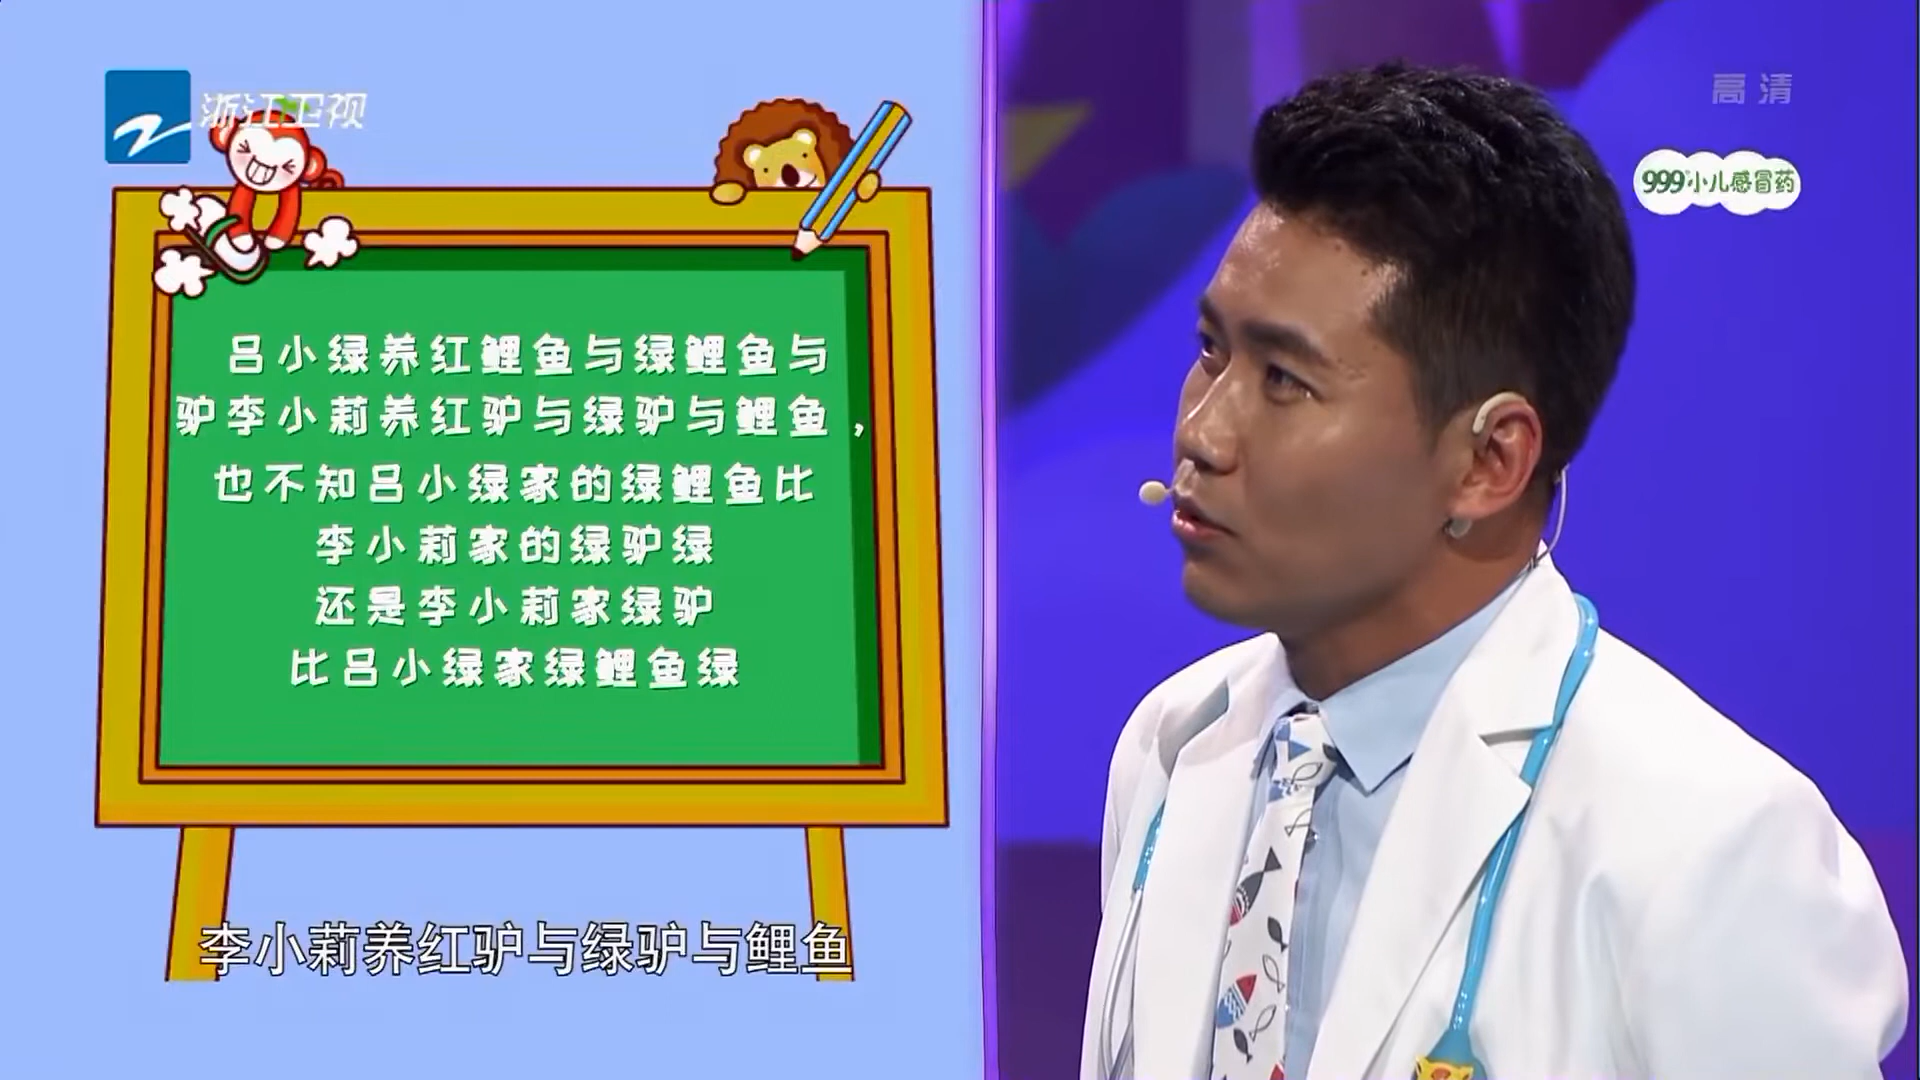 浙江卫视
高清
999小儿感冒药
吕小绿养红鲤鱼与绿鲤鱼与
驴李小莉养红驴与绿驴与鲤鱼，
也不知吕小绿家的绿鲤鱼比
李小莉家的绿驴绿
还是李小莉家绿驴
比吕小绿家绿鲤鱼绿
李小莉养红驴与绿驴与鲤鱼